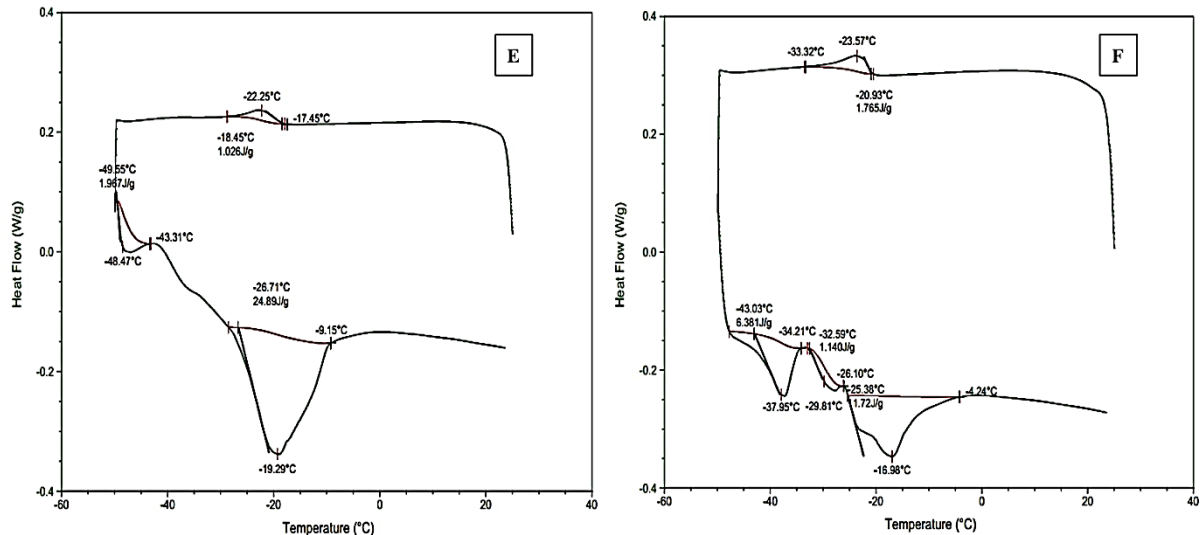 E
0.4
0.2
0.0
-0.2
-0.4
Heat Flow (W/g)
-60
-40
-20
0
20
40
Temperature (°C)
-22.25°C
-17.45°C
-18.45°C
1.026J/g
-49.55°C
1.967J/g
-43.31°C
-48.47°C
-26.71°C
24.89J/g
-9.15°C
-19.29°C
F
0.4
0.2
0.0
-0.2
-0.4
Heat Flow (W/g)
-60
-40
-20
0
20
40
Temperature (°C)
-23.57°C
-33.32°C
-20.93°C
1.765J/g
-43.03°C
6.381J/g
-34.21°C
-32.59°C
1.140J/g
-26.10°C
-25.38°C
-4.24°C
-37.95°C
-29.81°C
-16.98°C